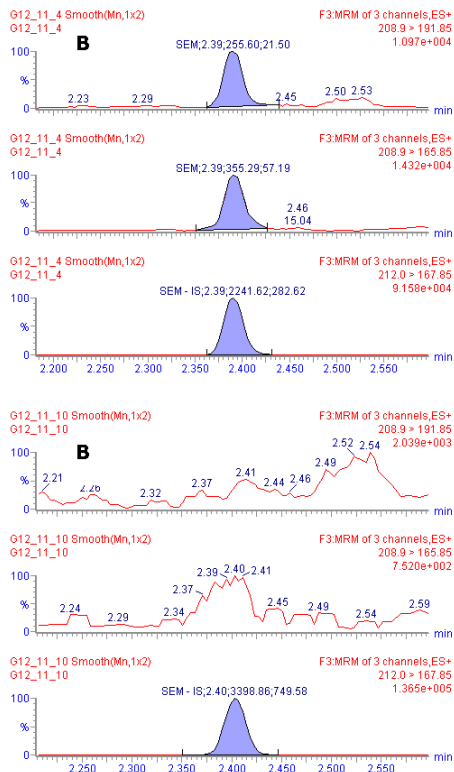 G12_11_4 Smooth(Mn,1x2) F3:MRM of 3 channels,ES+
G12_11_4 208.9 > 191.85
B 1.097e+004
SEM;2.39;255.60;21.50
100
%
2.23 2.29 2.45 2.50 2.53
0 min
G12_11_4 Smooth(Mn,1x2) F3:MRM of 3 channels,ES+
G12_11_4 208.9 > 165.85
1.432e+004
SEM;2.39;355.29;57.19
100
%
2.46
15.04
0 min
G12_11_4 Smooth(Mn,1x2) F3:MRM of 3 channels,ES+
G12_11_4 212.0 > 167.85
9.158e+004
SEM - IS;2.39;2241.62;282.62
100
%
0 min
2.200 2.250 2.300 2.350 2.400 2.450 2.500 2.550
G12_11_10 Smooth(Mn,1x2) F3:MRM of 3 channels,ES+
G12_11_10 208.9 > 191.85
B 2.039e+003
100
%
2.21 2.26 2.32 2.37 2.41 2.44 2.46 2.49 2.52 2.54
0 min
G12_11_10 Smooth(Mn,1x2) F3:MRM of 3 channels,ES+
G12_11_10 208.9 > 165.85
7.520e+002
100
%
2.24 2.29 2.34 2.37 2.39 2.40 2.41 2.45 2.49 2.54 2.59
0 min
G12_11_10 Smooth(Mn,1x2) F3:MRM of 3 channels,ES+
G12_11_10 212.0 > 167.85
1.365e+005
SEM - IS;2.40;3398.86;749.58
100
%
0 min
2.250 2.300 2.350 2.400 2.450 2.500 2.550